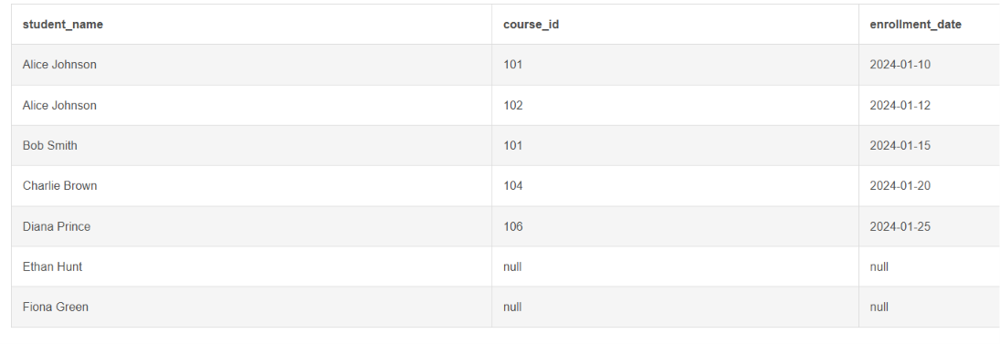 student_name course_id enrollment_date
Alice Johnson 101 2024-01-10
Alice Johnson 102 2024-01-12
Bob Smith 101 2024-01-15
Charlie Brown 104 2024-01-20
Diana Prince 106 2024-01-25
Ethan Hunt null null
Fiona Green null null